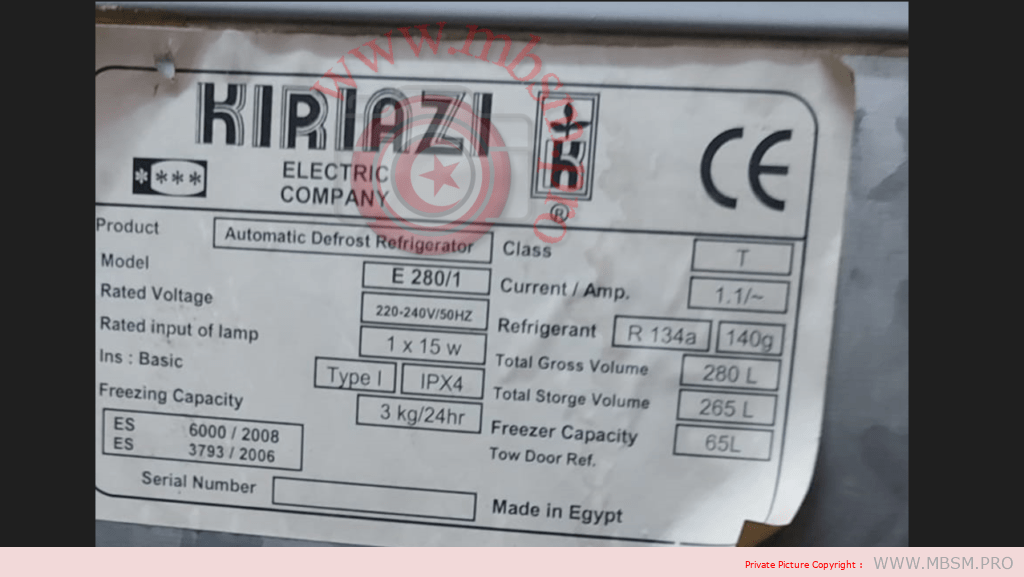 www.mbsm.pro
KIRIAZI
ELECTRIC
COMPANY
K
®
CE
****
Product Automatic Defrost Refrigerator
Class T
Model E 280/1
Current / Amp. 1.1/~
Rated Voltage 220-240V/50HZ
Refrigerant R 134a 140g
Rated input of lamp 1 x 15 w
Total Gross Volume 280 L
Ins : Basic Type I IPX4
Total Storge Volume 265 L
Freezing Capacity 3 kg/24hr
Freezer Capacity 65L
ES 6000 / 2008
ES 3793 / 2006
Tow Door Ref.
Serial Number
Made in Egypt
Private Picture Copyright : WWW.MBSM.PRO